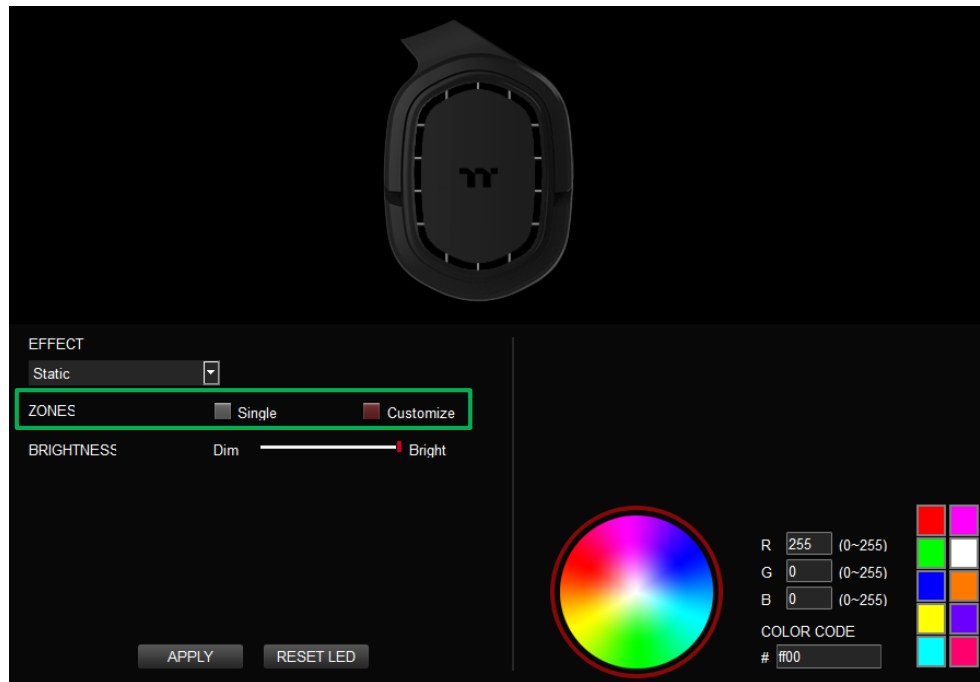 EFFECT
Static
ZONES Single Customize
BRIGHTNESS Dim Bright
R 255 (0~255)
G 0 (0~255)
B 0 (0~255)
COLOR CODE
# ff00
APPLY RESET LED